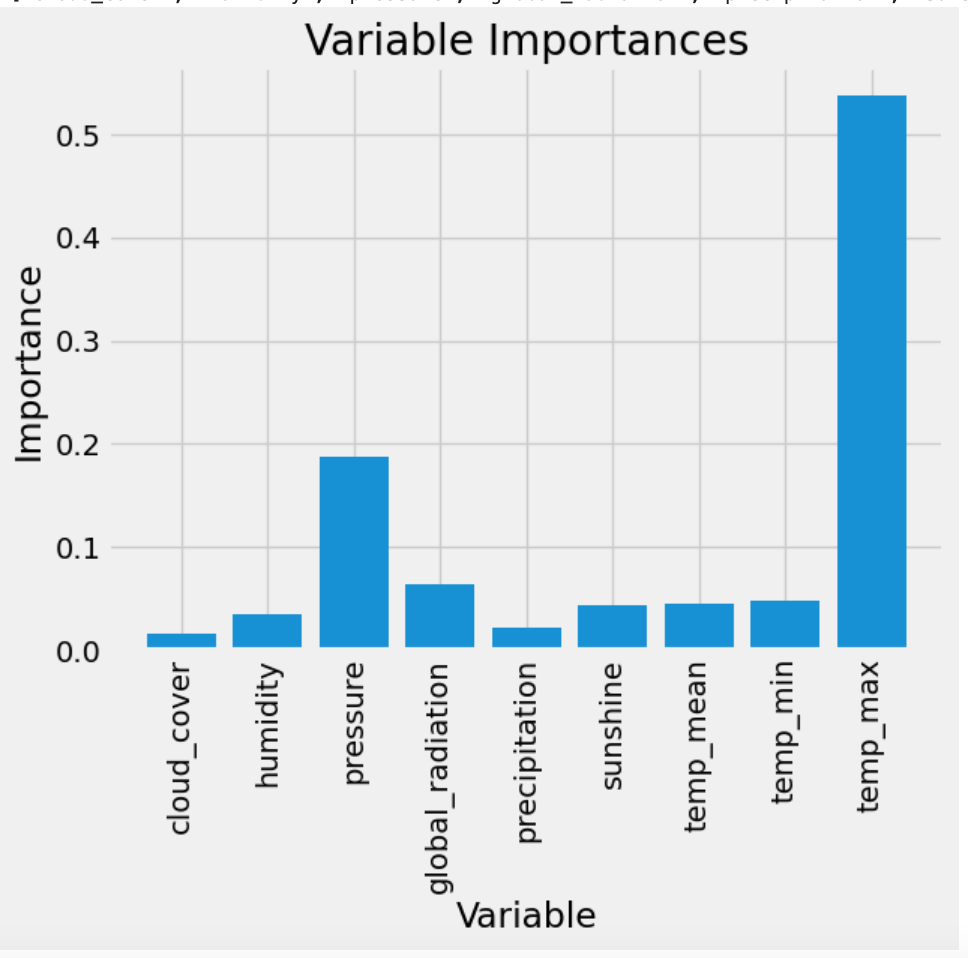 Variable Importances
Importance
0.5
0.4
0.3
0.2
0.1
0.0
cloud_cover
humidity
pressure
global_radiation
precipitation
sunshine
temp_mean
temp_min
temp_max
Variable